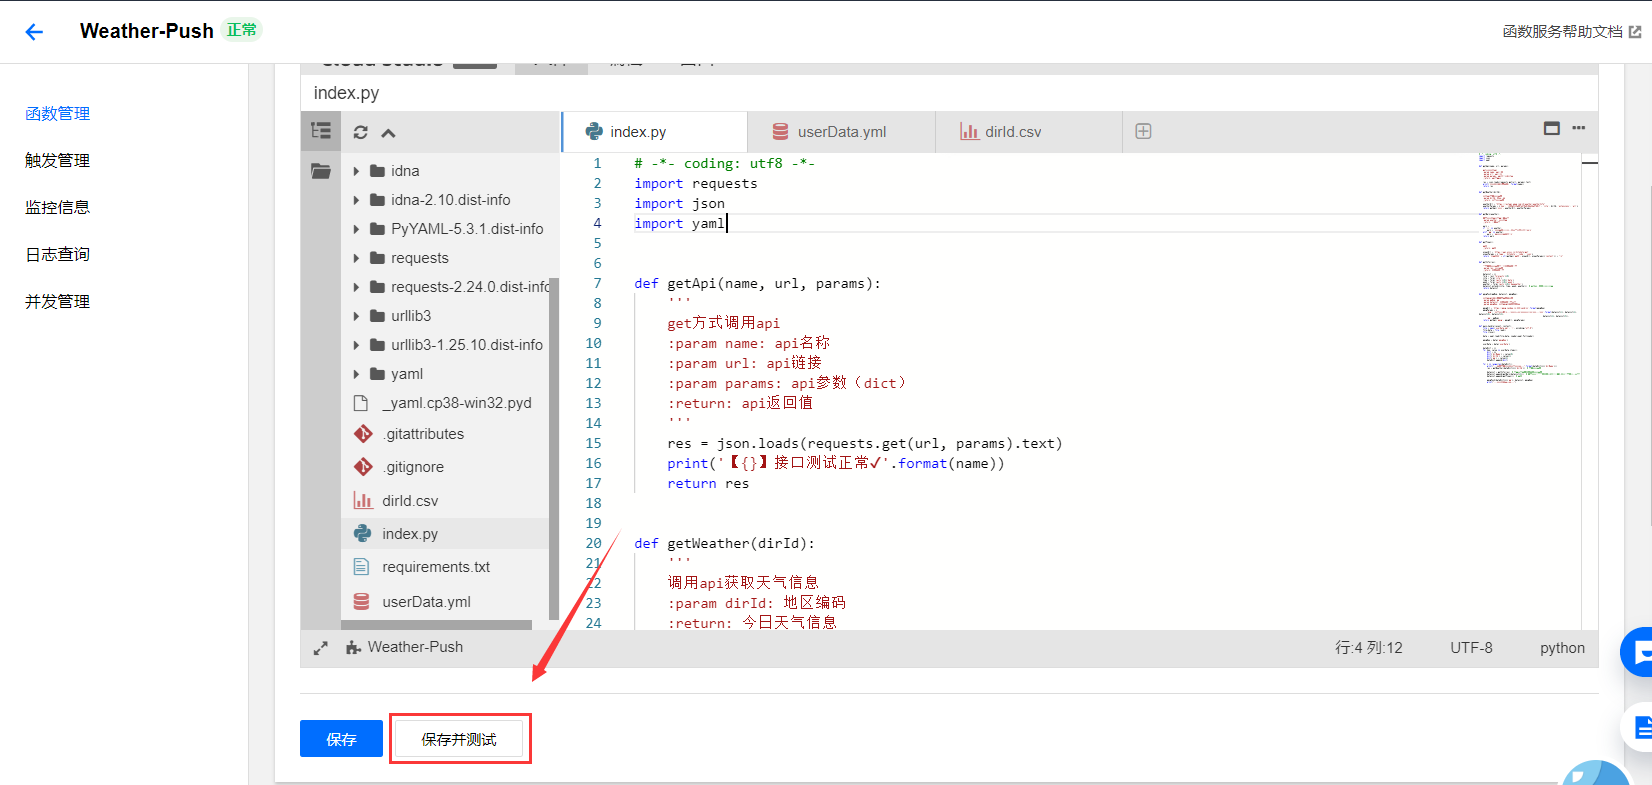 Weather-Push 正常
函数服务帮助文档
函数管理
触发管理
监控信息
日志查询
并发管理
index.py
index.py
userData.yml
dirld.csv
idna
idna-2.10.dist-info
PyYAML-5.3.1.dist-info
requests
requests-2.24.0.dist-info
urllib3
urllib3-1.25.10.dist-info
yaml
_yaml.cp38-win32.pyd
.gitattributes
.gitignore
dirld.csv
index.py
requirements.txt
userData.yml
1 # -*- coding: utf8 -*-
2 import requests
3 import json
4 import yaml
5
6
7 def getApi(name, url, params):
8 '''
9 get方式调用api
10 :param name: api名称
11 :param url: api链接
12 :param params: api参数（dict）
13 :return: api返回值
14 '''
15 res = json.loads(requests.get(url, params).text)
16 print('【{}】接口测试正常✔'.format(name))
17 return res
18
19
20 def getWeather(dirId):
21 '''
22 调用api获取天气信息
23 :param dirId: 地区编码
24 :return: 今日天气信息
Weather-Push
行:4 列:12
UTF-8
python
保存
保存并测试